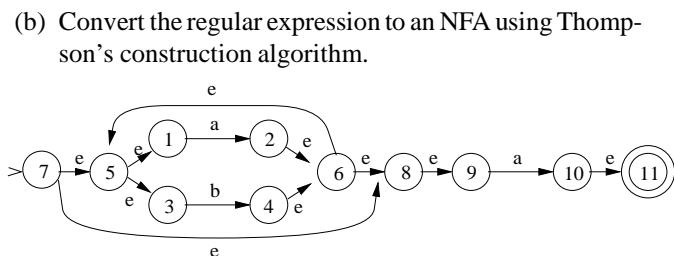 (b) Convert the regular expression to an NFA using Thomp-
son's construction algorithm.
e
1 a 2
e e
> 7 e 5 6 e 8 e 9 a 10 e 11
e 3 b 4 e
e